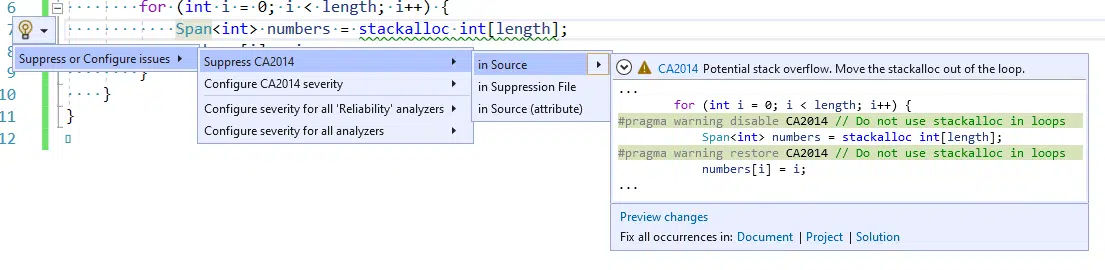 6 for (int i = 0; i < length; i++) {
7 Span<int> numbers = stackalloc int[length];
8
9 }
10 }
11 }
12
Suppress or Configure issues
Suppress CA2014
Configure CA2014 severity
Configure severity for all 'Reliability' analyzers
Configure severity for all analyzers
in Source
in Suppression File
in Source (attribute)
CA2014 Potential stack overflow. Move the stackalloc out of the loop.
...
for (int i = 0; i < length; i++) {
#pragma warning disable CA2014 // Do not use stackalloc in loops
Span<int> numbers = stackalloc int[length];
#pragma warning restore CA2014 // Do not use stackalloc in loops
numbers[i] = i;
...
Preview changes
Fix all occurrences in: Document | Project | Solution